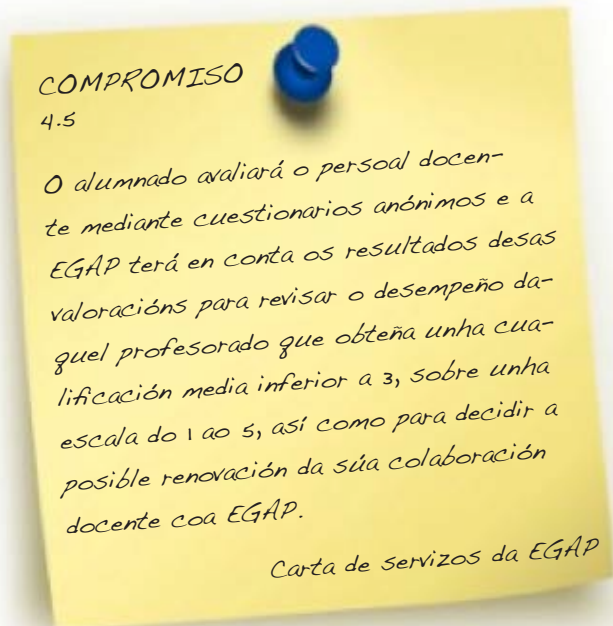 COMPROMISO
4.5
O alumnado avaliará o persoal docen-
te mediante cuestionarios anónimos e a
EGAP terá en conta os resultados desas
valoracións para revisar o desempeño da-
quel profesorado que obteña unha cua-
lificación media inferior a 3, sobre unha
escala do 1 ao 5, así como para decidir a
posible renovación da súa colaboración
docente coa EGAP.
Carta de servizos da EGAP